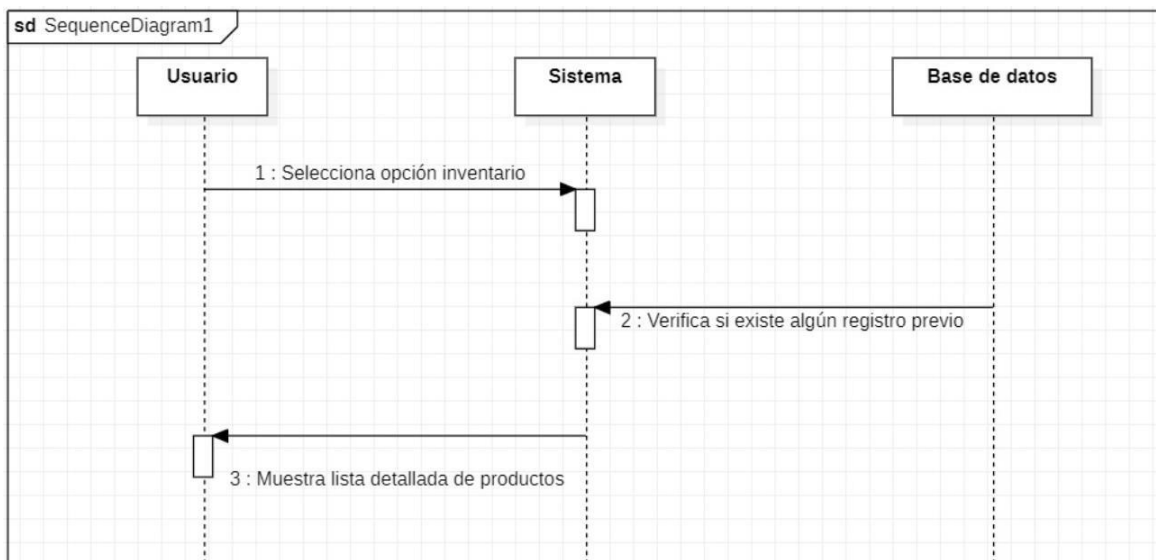 sd SequenceDiagram1
Usuario
Sistema
Base de datos
1 : Selecciona opción inventario
2 : Verifica si existe algún registro previo
3 : Muestra lista detallada de productos